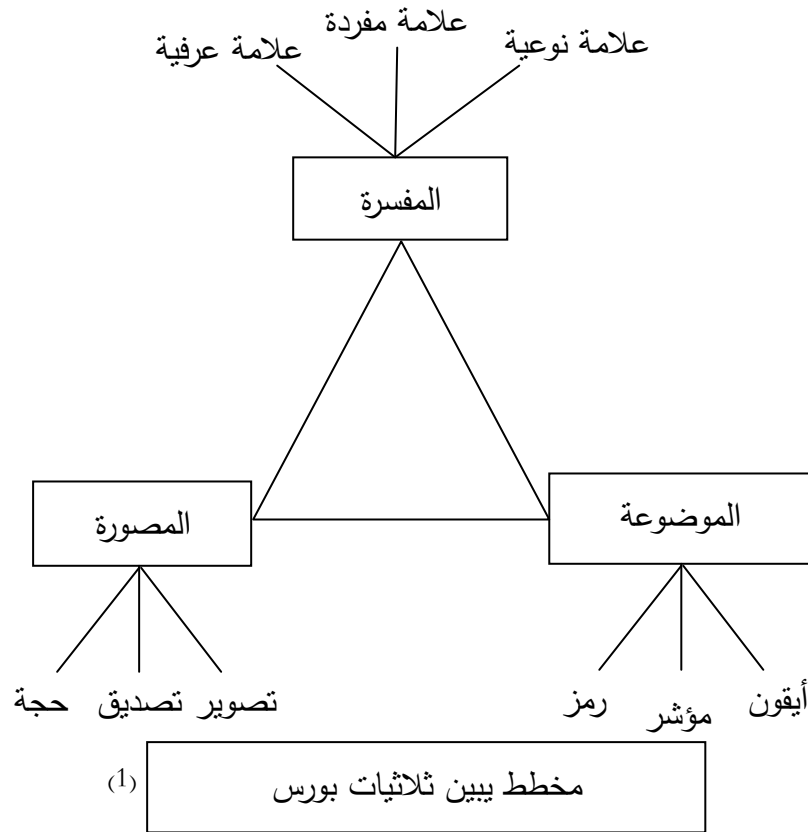 علامة نوعية
علامة مفردة
علامة عرفية
المفسرة
الموضوعة
المصورة
أيقون
مؤشر
رمز
تصوير
تصديق
حجة
مخطط يبين ثلاثيات بورس
(1)